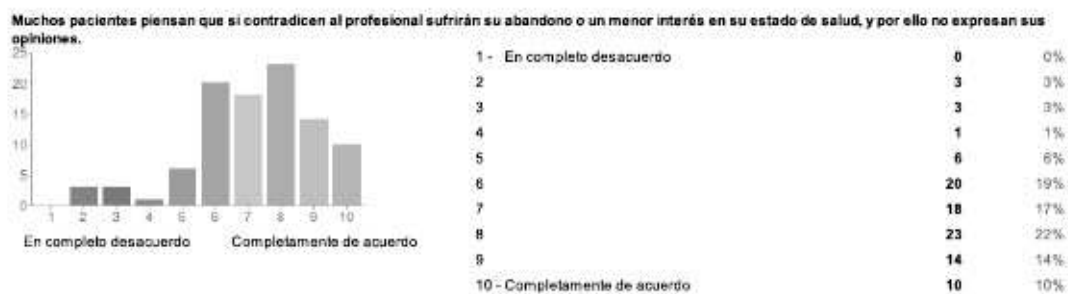 Muchos pacientes piensan que si contradicen al profesional sufrirán su abandono o un menor interés en su estado de salud, y por ello no expresan sus
opiniones.
25
20
15
10
5
0
1 2 3 4 5 6 7 8 9 10
En completo desacuerdo Completamente de acuerdo
1 - En completo desacuerdo 0 0%
2 3 3%
3 3 3%
4 1 1%
5 6 6%
6 20 19%
7 18 17%
8 23 22%
9 14 14%
10 - Completamente de acuerdo 10 10%